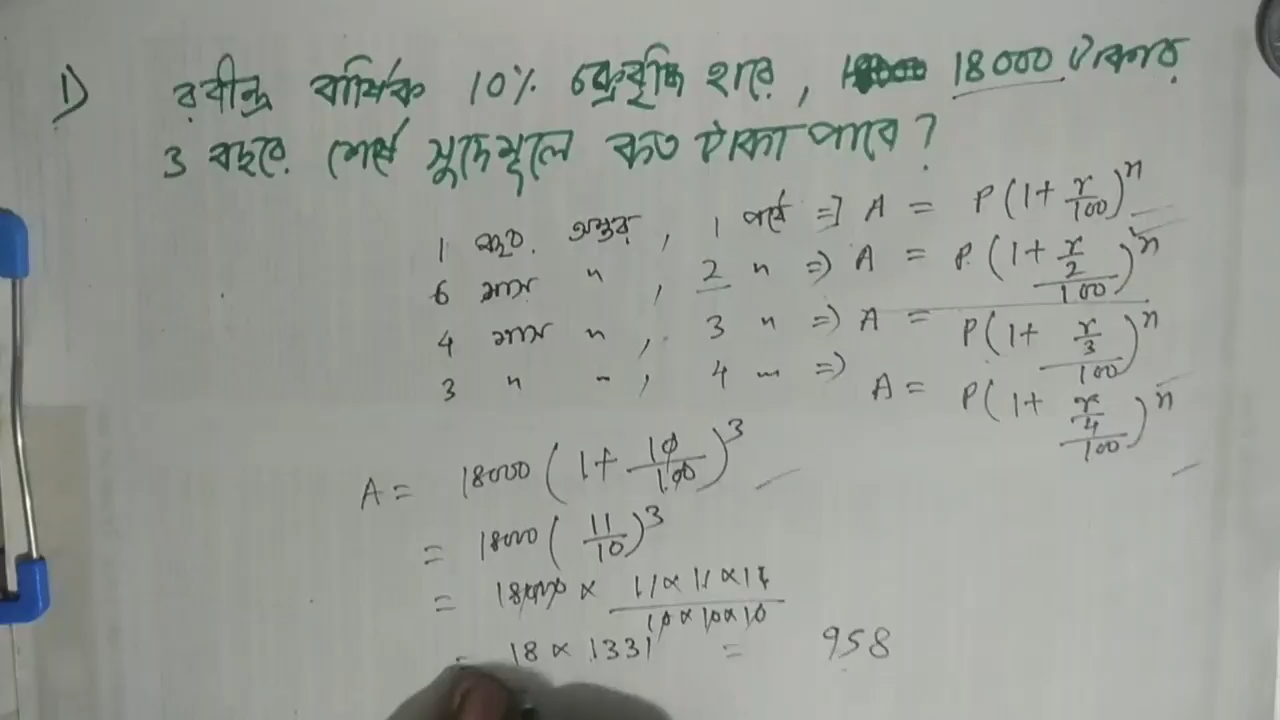 1) রবীন্দ্র বার্ষিক 10% চক্রবৃদ্ধি হারে, 18000 টাকার
3 বছরে শেষে সুদেমূলে কত টাকা পাবে?
1 বছর অন্তর, 1 পর্ব => A = P(1+r/100)^n
6 মাস ", 2 " => A = P(1+(r/2)/100)^n
4 মাস ", 3 " => A = P(1+(r/3)/100)^n
3 " ", 4 " => A = P(1+(r/4)/100)^n
A = 18000(1+10/100)^3
= 18000(11/10)^3
= 18000 × 11×11×11/10×10×10
= 18 × 1331 = 958